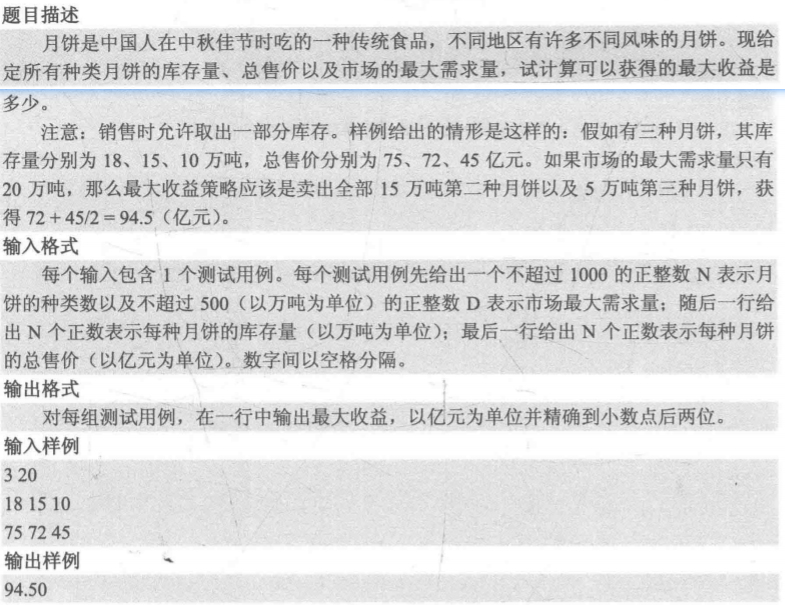 题目描述
月饼是中国人在中秋佳节时吃的一种传统食品，不同地区有许多不同风味的月饼。现给
定所有种类月饼的库存量、总售价以及市场的最大需求量，试计算可以获得的最大收益是
多少。
注意：销售时允许取出一部分库存。样例给出的情形是这样的：假如有三种月饼，其库
存量分别为 18、15、10 万吨，总售价分别为 75、72、45 亿元。如果市场的最大需求量只有
20 万吨，那么最大收益策略应该是卖出全部 15 万吨第二种月饼以及 5 万吨第三种月饼，获
得 72 + 45/2 = 94.5（亿元）。
输入格式
每个输入包含 1 个测试用例。每个测试用例先给出一个不超过 1000 的正整数 N 表示月
饼的种类数以及不超过 500（以万吨为单位）的正整数 D 表示市场最大需求量；随后一行给
出 N 个正数表示每种月饼的库存量（以万吨为单位）；最后一行给出 N 个正数表示每种月饼
的总售价（以亿元为单位）。数字间以空格分隔。
输出格式
对每组测试用例，在一行中输出最大收益，以亿元为单位并精确到小数点后两位。
输入样例
3 20
18 15 10
75 72 45
输出样例
94.50